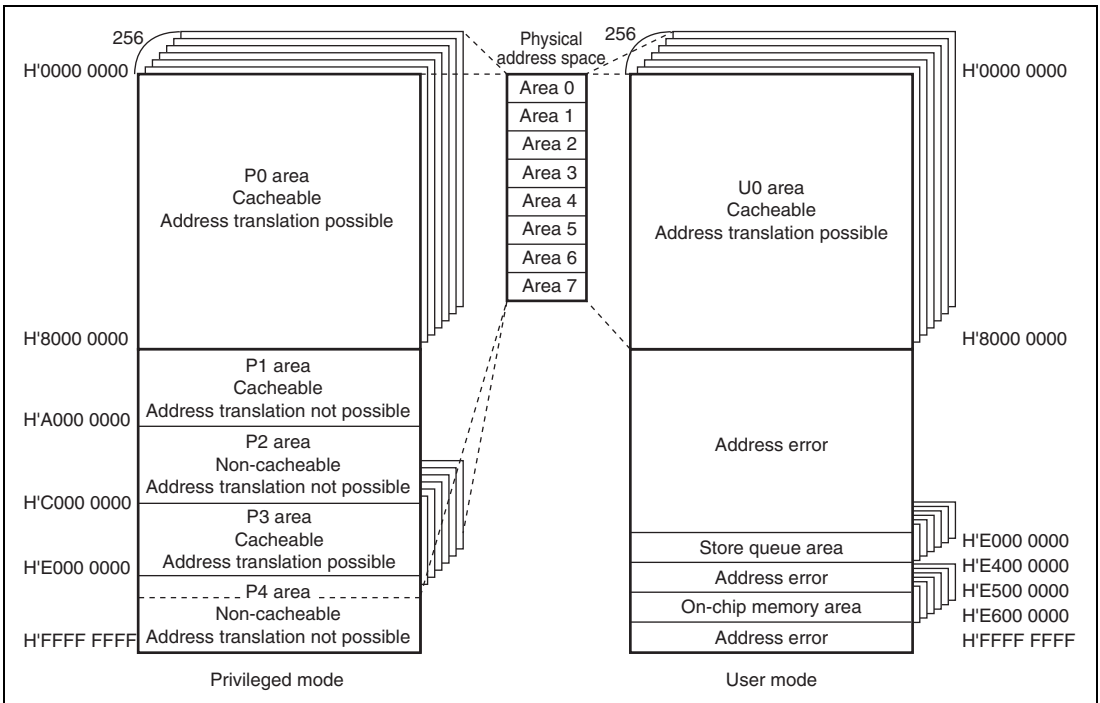 256
H'0000 0000
P0 area
Cacheable
Address translation possible
H'8000 0000
P1 area
Cacheable
Address translation not possible
H'A000 0000
P2 area
Non-cacheable
Address translation not possible
H'C000 0000
P3 area
Cacheable
Address translation possible
H'E000 0000
P4 area
Non-cacheable
Address translation not possible
H'FFFF FFFF
Privileged mode
Physical
address space
Area 0
Area 1
Area 2
Area 3
Area 4
Area 5
Area 6
Area 7
256
H'0000 0000
U0 area
Cacheable
Address translation possible
H'8000 0000
Address error
H'E000 0000
Store queue area
H'E400 0000
Address error
H'E500 0000
On-chip memory area
H'E600 0000
Address error
H'FFFF FFFF
User mode